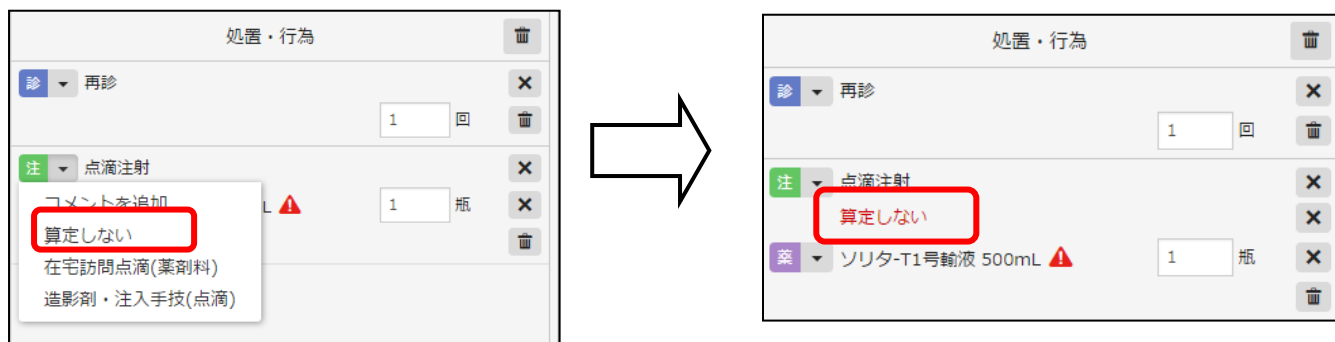 処置・行為
診 再診
1 回
注 点滴注射
コメントを追加 L 1 瓶
算定しない
在宅訪問点滴(薬剤料)
造影剤・注入手技(点滴)
処置・行為
診 再診
1 回
注 点滴注射
算定しない
薬 ソリタ-T1号輸液 500mL 1 瓶